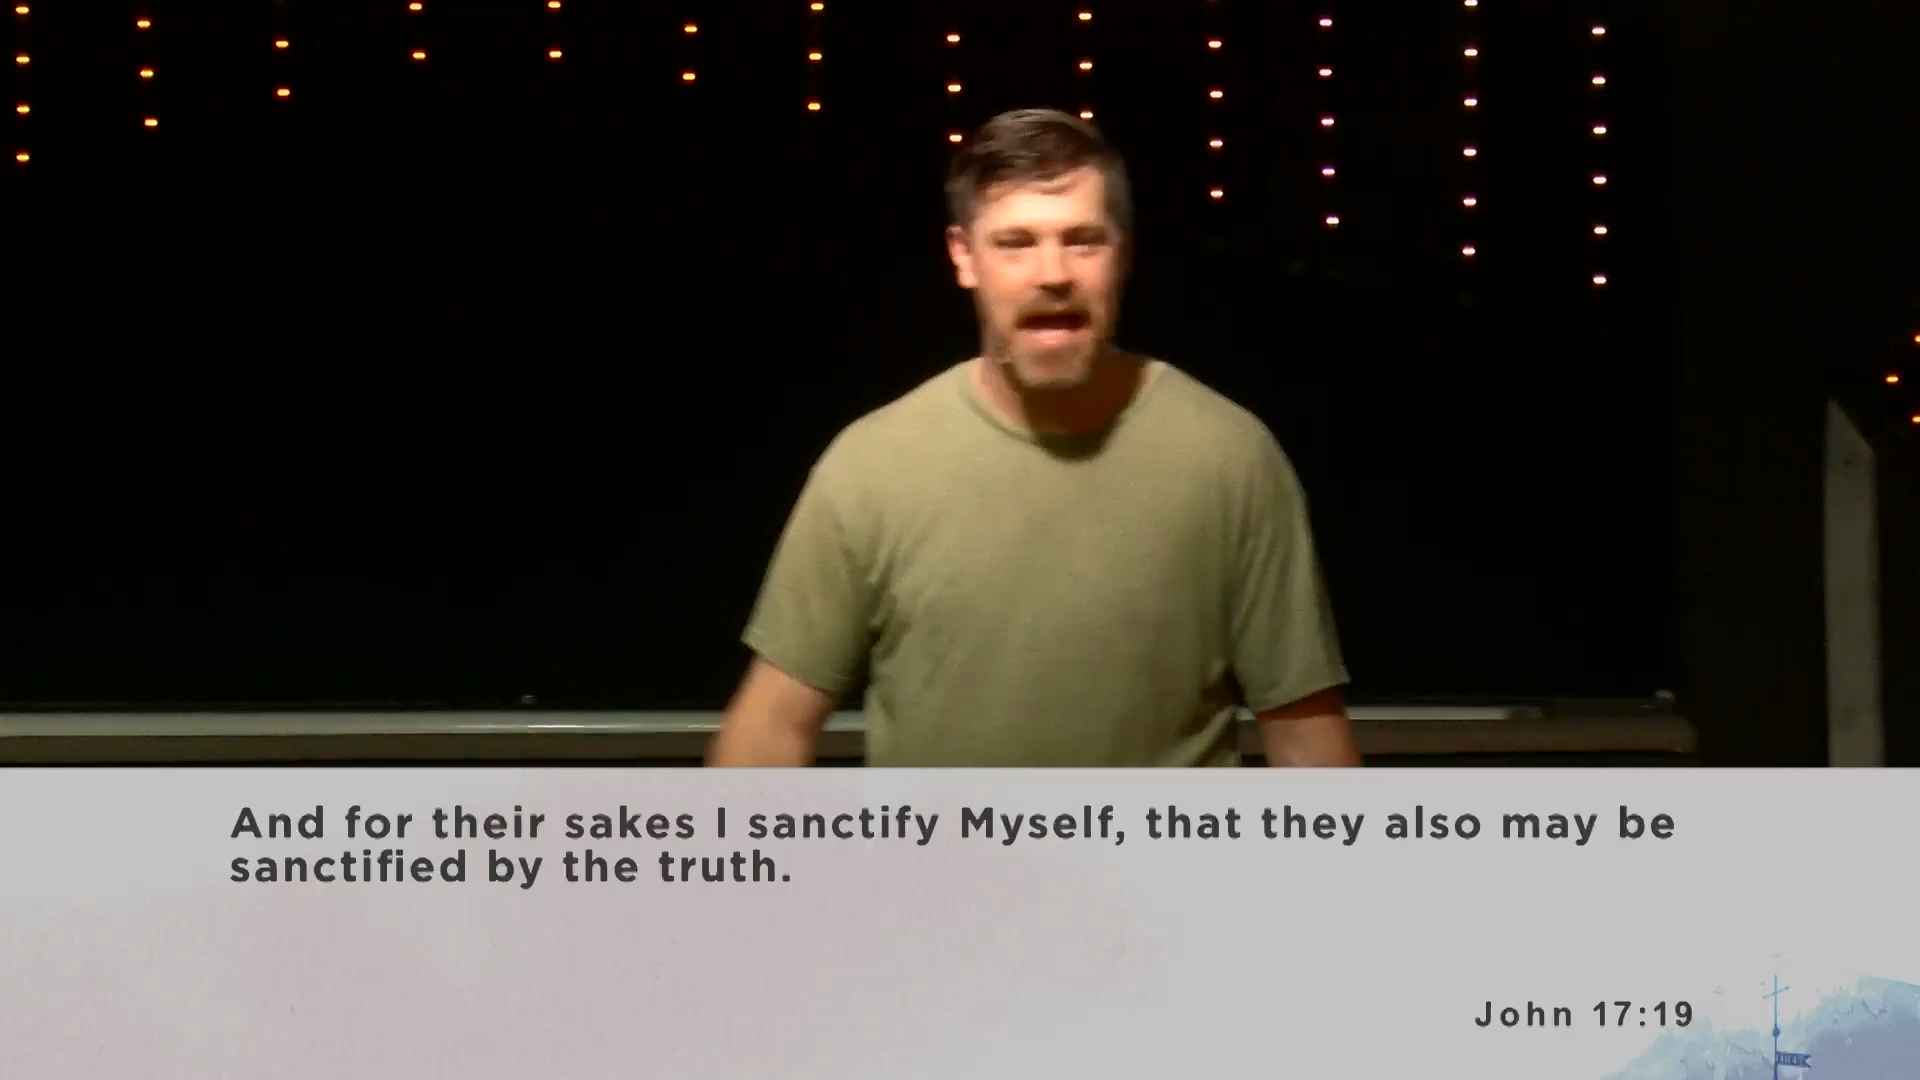 And for their sakes I sanctify Myself, that they also may be
sanctified by the truth.
John 17:19